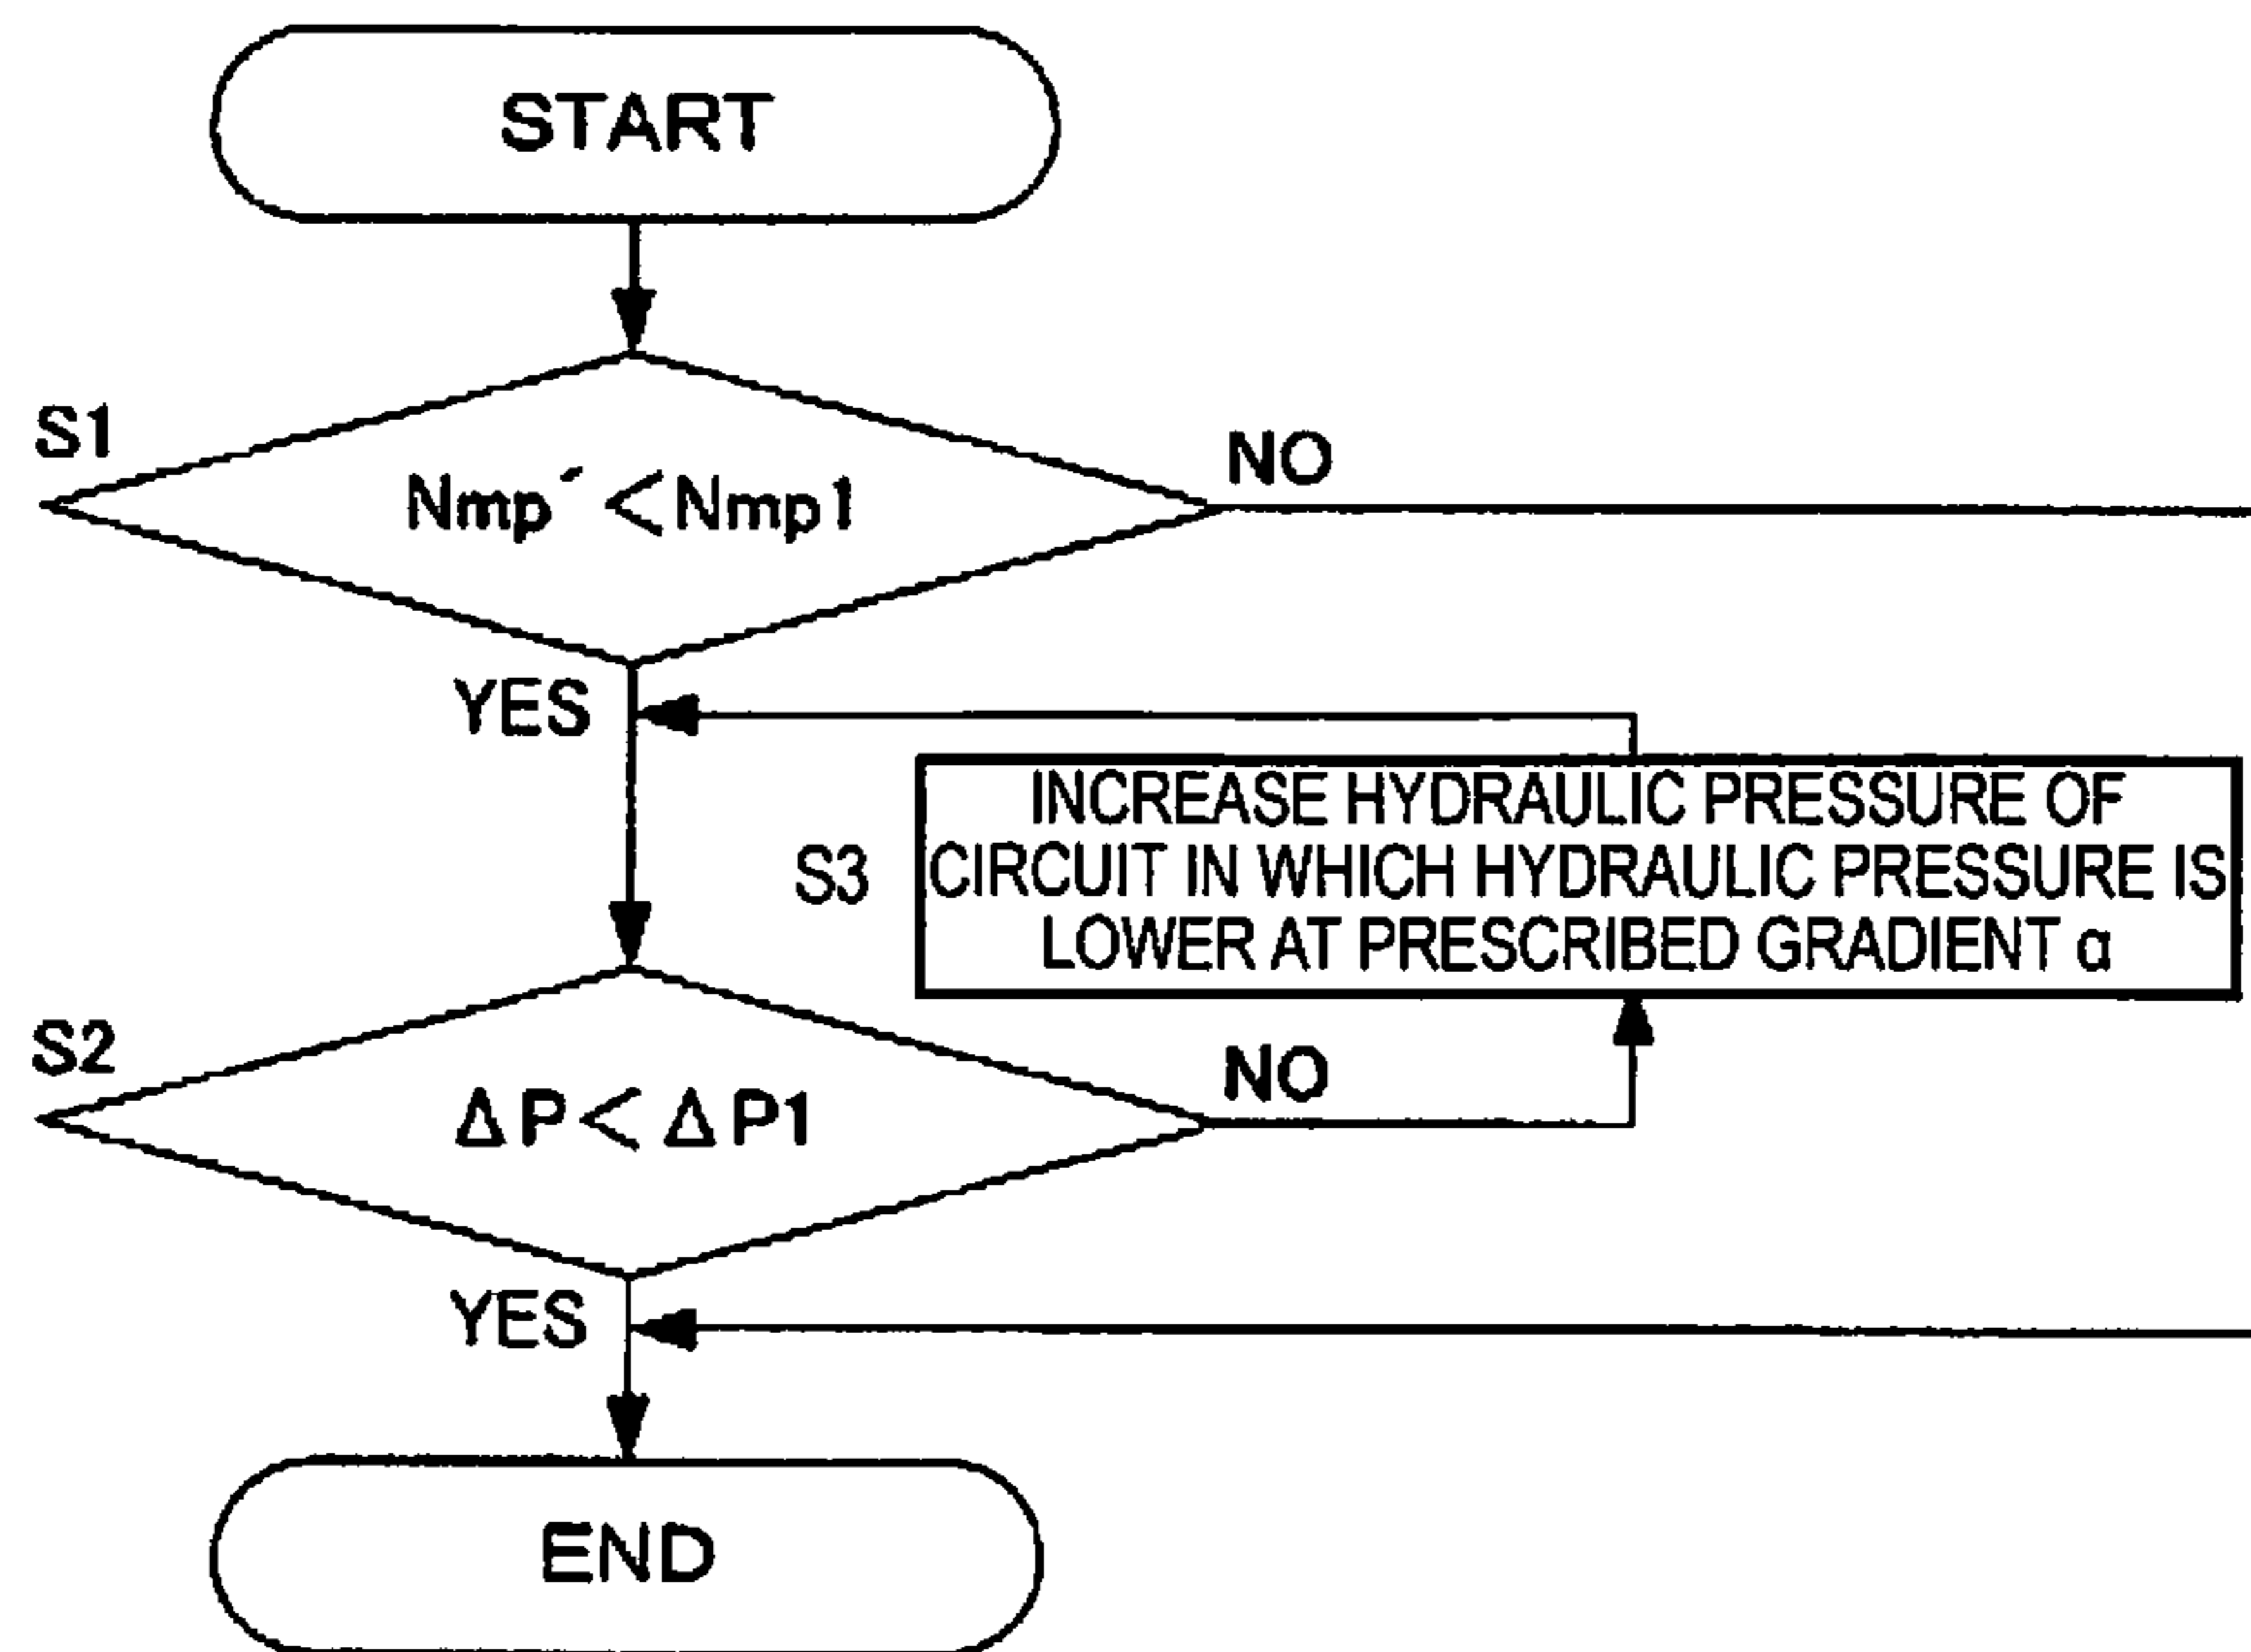 START
S1
Nmp´<Nmp1
NO
YES
S3
INCREASE HYDRAULIC PRESSURE OF
CIRCUIT IN WHICH HYDRAULIC PRESSURE IS
LOWER AT PRESCRIBED GRADIENT α
S2
ΔP<ΔP1
NO
YES
END